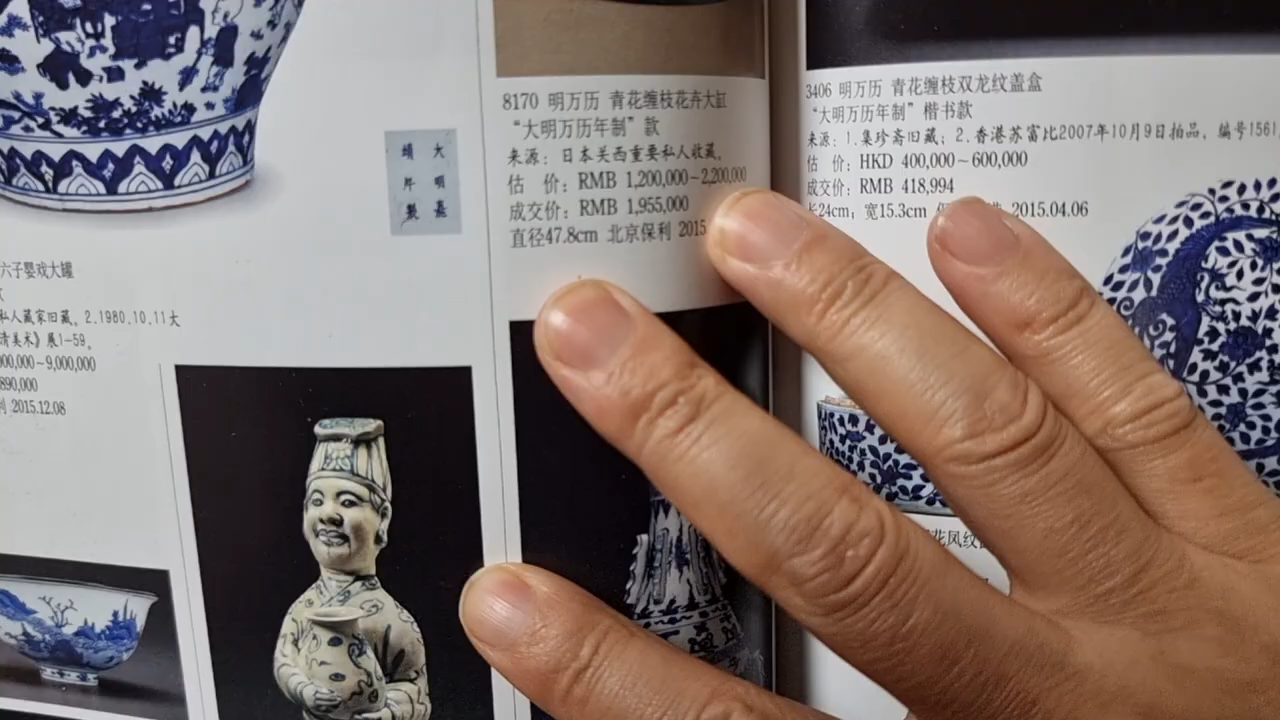 大明嘉
靖年製
六子婴戏大罐
私人藏家旧藏。2.1980.10.11大
清美术》展1-59。
00,000~9,000,000
890,000
2015.12.08
8170 明万历 青花缠枝花卉大缸
“大明万历年制”款
来源：日本关西重要私人收藏。
估 价：RMB 1,200,000~2,200,000
成交价：RMB 1,955,000
直径47.8cm 北京保利 2015
3406 明万历 青花缠枝双龙纹盖盒
“大明万历年制”楷书款
来源：1.集珍斋旧藏；2.香港苏富比2007年10月9日拍品，编号1561
估 价：HKD 400,000~600,000
成交价：RMB 418,994
长24cm；宽15.3cm 2015.04.06
花凤纹